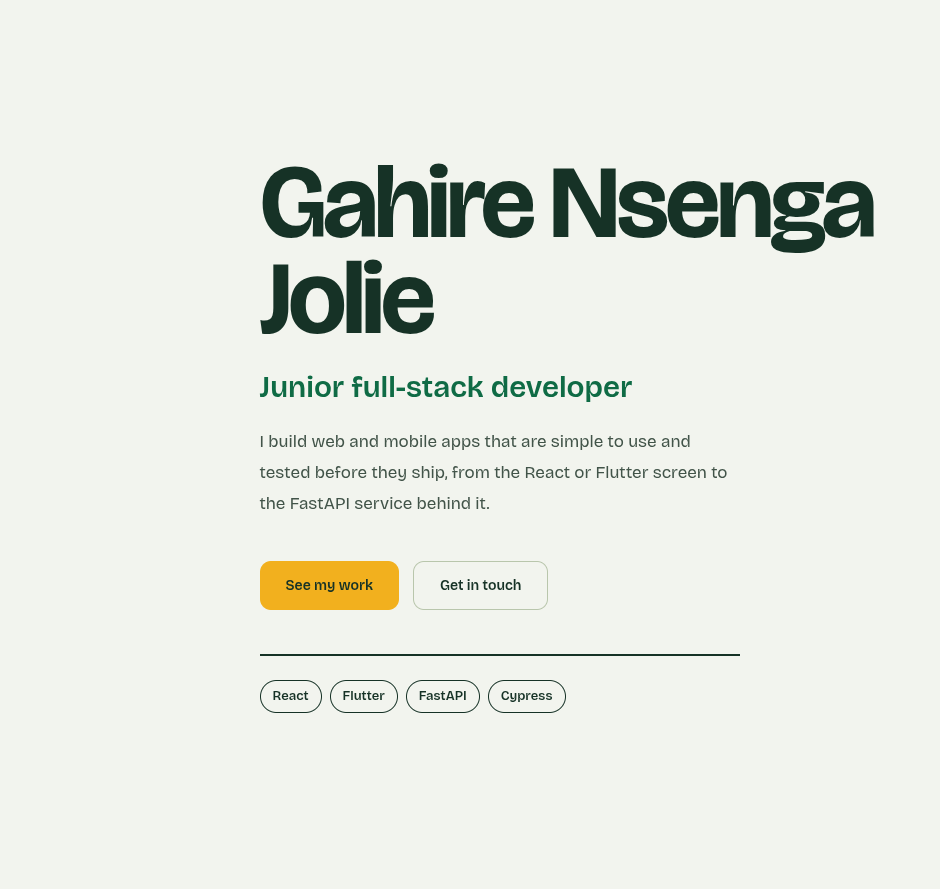 Gahire Nsenga
Jolie
Junior full-stack developer
I build web and mobile apps that are simple to use and
tested before they ship, from the React or Flutter screen to
the FastAPI service behind it.
See my work
Get in touch
React
Flutter
FastAPI
Cypress